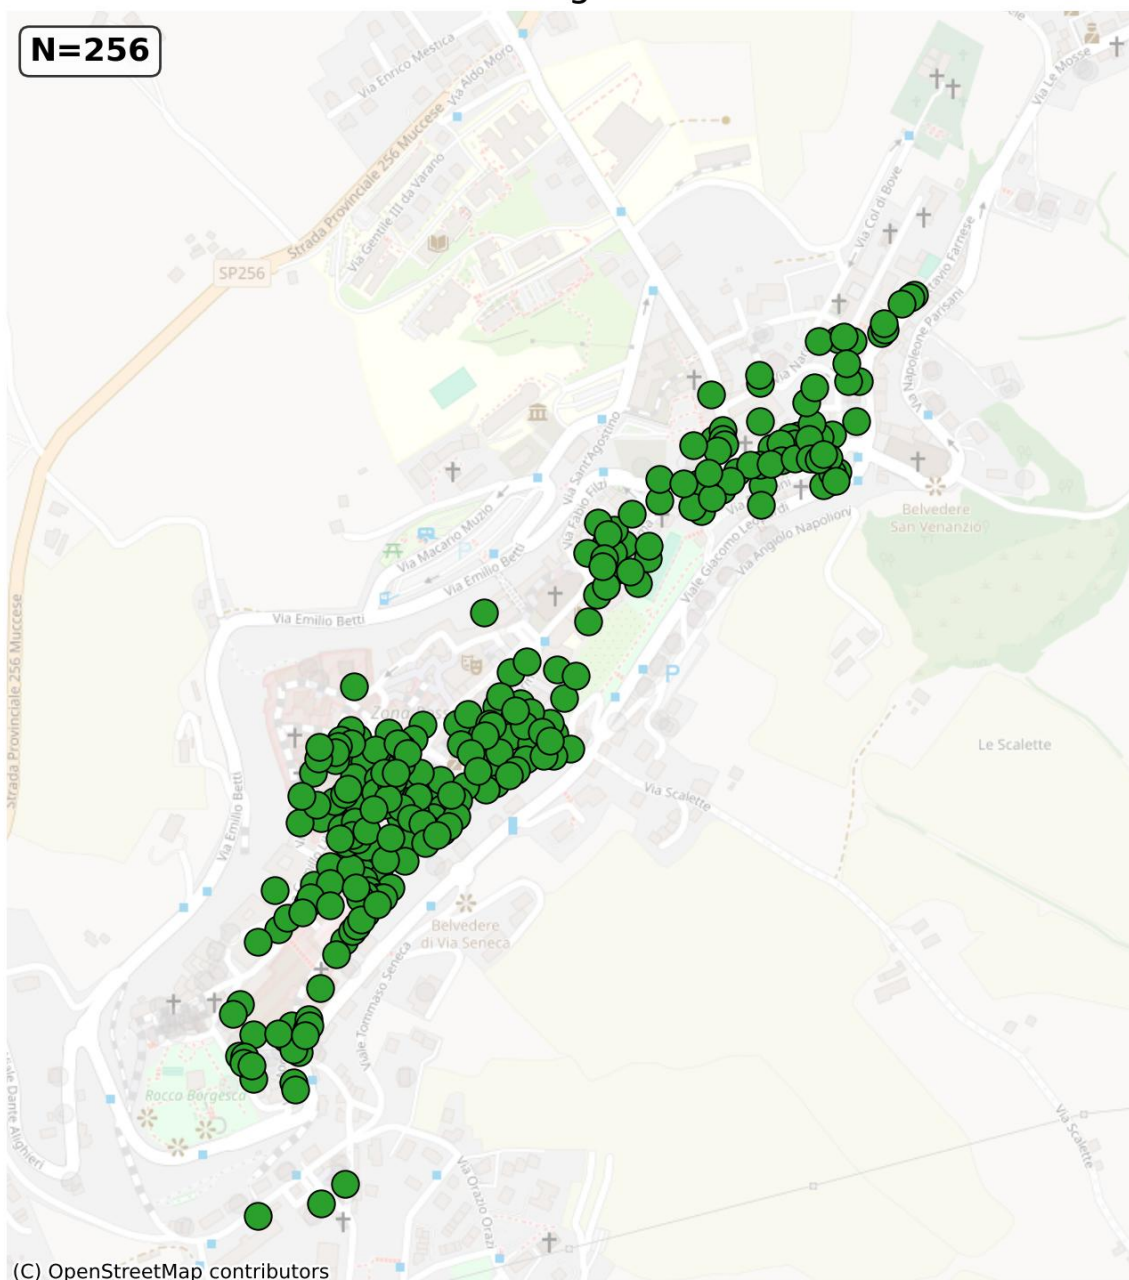 N=256
Via Enrico Mestica
Via Aldo Moro
Via Le Mosse
Strada Provinciale 256 Muccese
Via Gentile III da Varano
Via Col di Bove
SP256
Via Napoleone Parisani
Via Sant'Agostino
Via Fabio Filzi
Belvedere
San Venanzio
Via Macario Muzio
Viale Giacomo Leopardi
Via Angiolo Napolioni
Via Emilio Betti
Via Emilio Betti
P
P
Strada Provinciale 256 Muccese
Le Scalette
Via Scalette
Via Emilio Betti
Belvedere
di Via Seneca
Viale Tommaso Seneca
Rocca Borgesca
Viale Dante Alighieri
Via Scalette
Via Orazio Orazi
(C) OpenStreetMap contributors